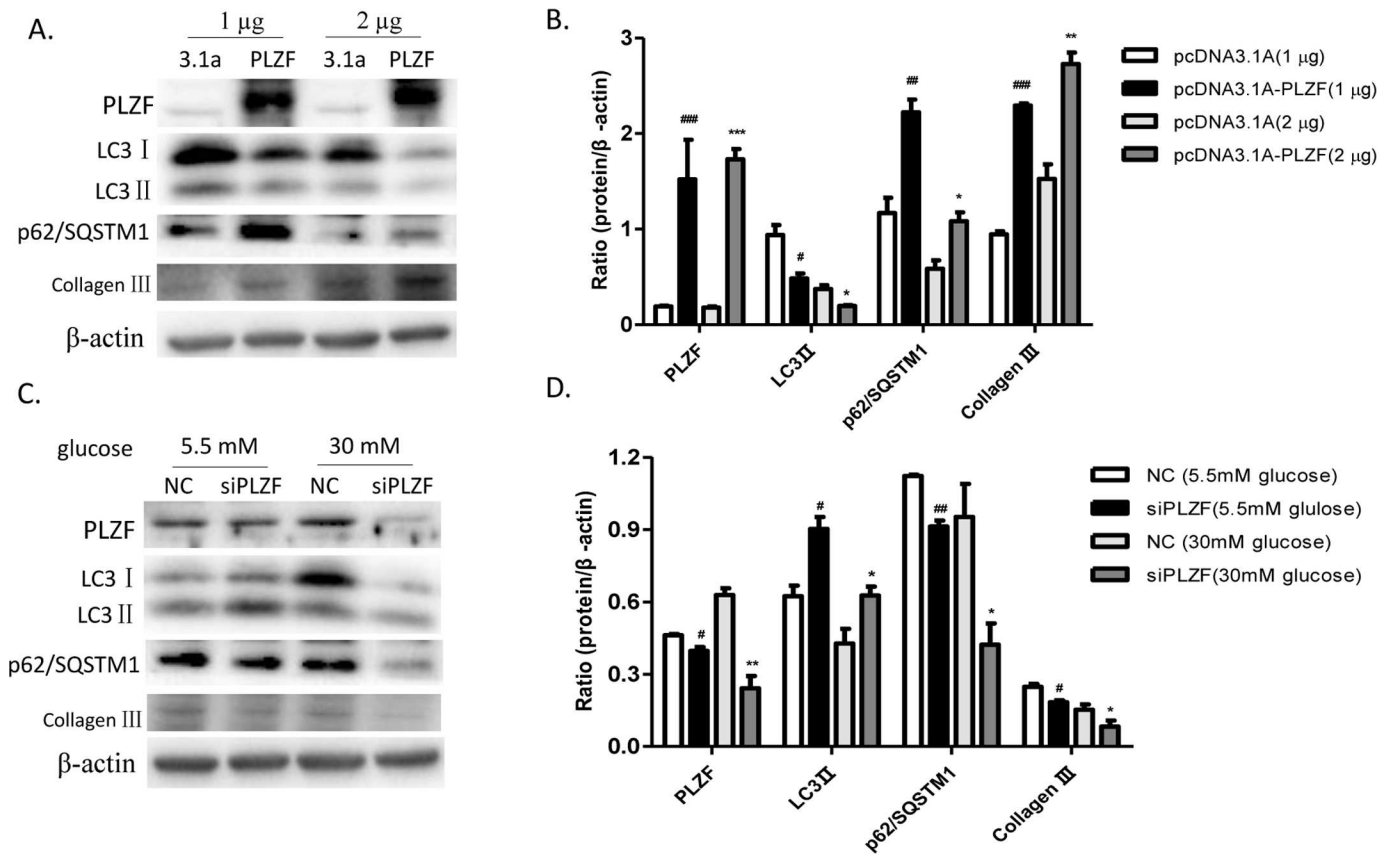 A.
1 μg 2 μg
3.1a PLZF 3.1a PLZF
PLZF
LC3 Ⅰ
LC3 Ⅱ
p62/SQSTM1
Collagen Ⅲ
β-actin
B.
Ratio (protein/β -actin)
3
2
1
0
###
***
#
*
##
*
###
**
PLZF
LC3Ⅱ
p62/SQSTM1
Collagen Ⅲ
pcDNA3.1A(1 μg)
pcDNA3.1A-PLZF(1 μg)
pcDNA3.1A(2 μg)
pcDNA3.1A-PLZF(2 μg)
C.
glucose 5.5 mM 30 mM
NC siPLZF NC siPLZF
PLZF
LC3 Ⅰ
LC3 Ⅱ
p62/SQSTM1
Collagen Ⅲ
β-actin
D.
Ratio (protein/β -actin)
1.2
0.9
0.6
0.3
0.0
#
**
#
*
##
*
#
*
PLZF
LC3Ⅱ
p62/SQSTM1
Collagen Ⅲ
NC (5.5mM glucose)
siPLZF(5.5mM glulose)
NC (30mM glucose)
siPLZF(30mM glucose)